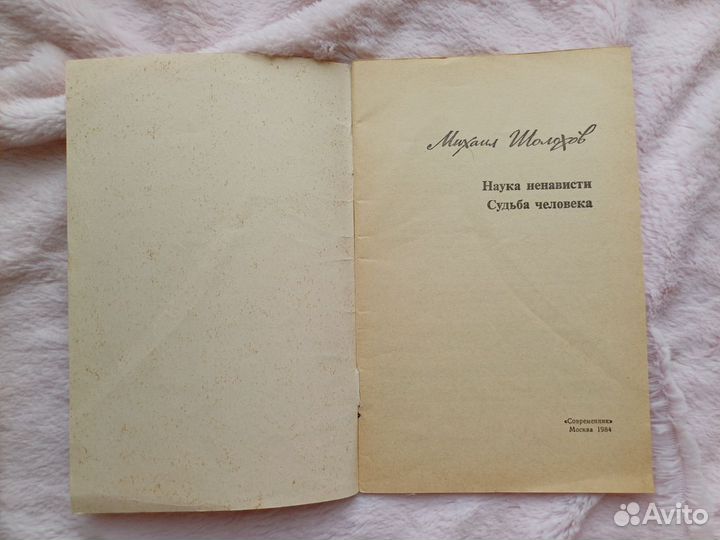 Михаил Шолохов
Наука ненависти
Судьба человека
«Современник»
Москва 1984
Avito